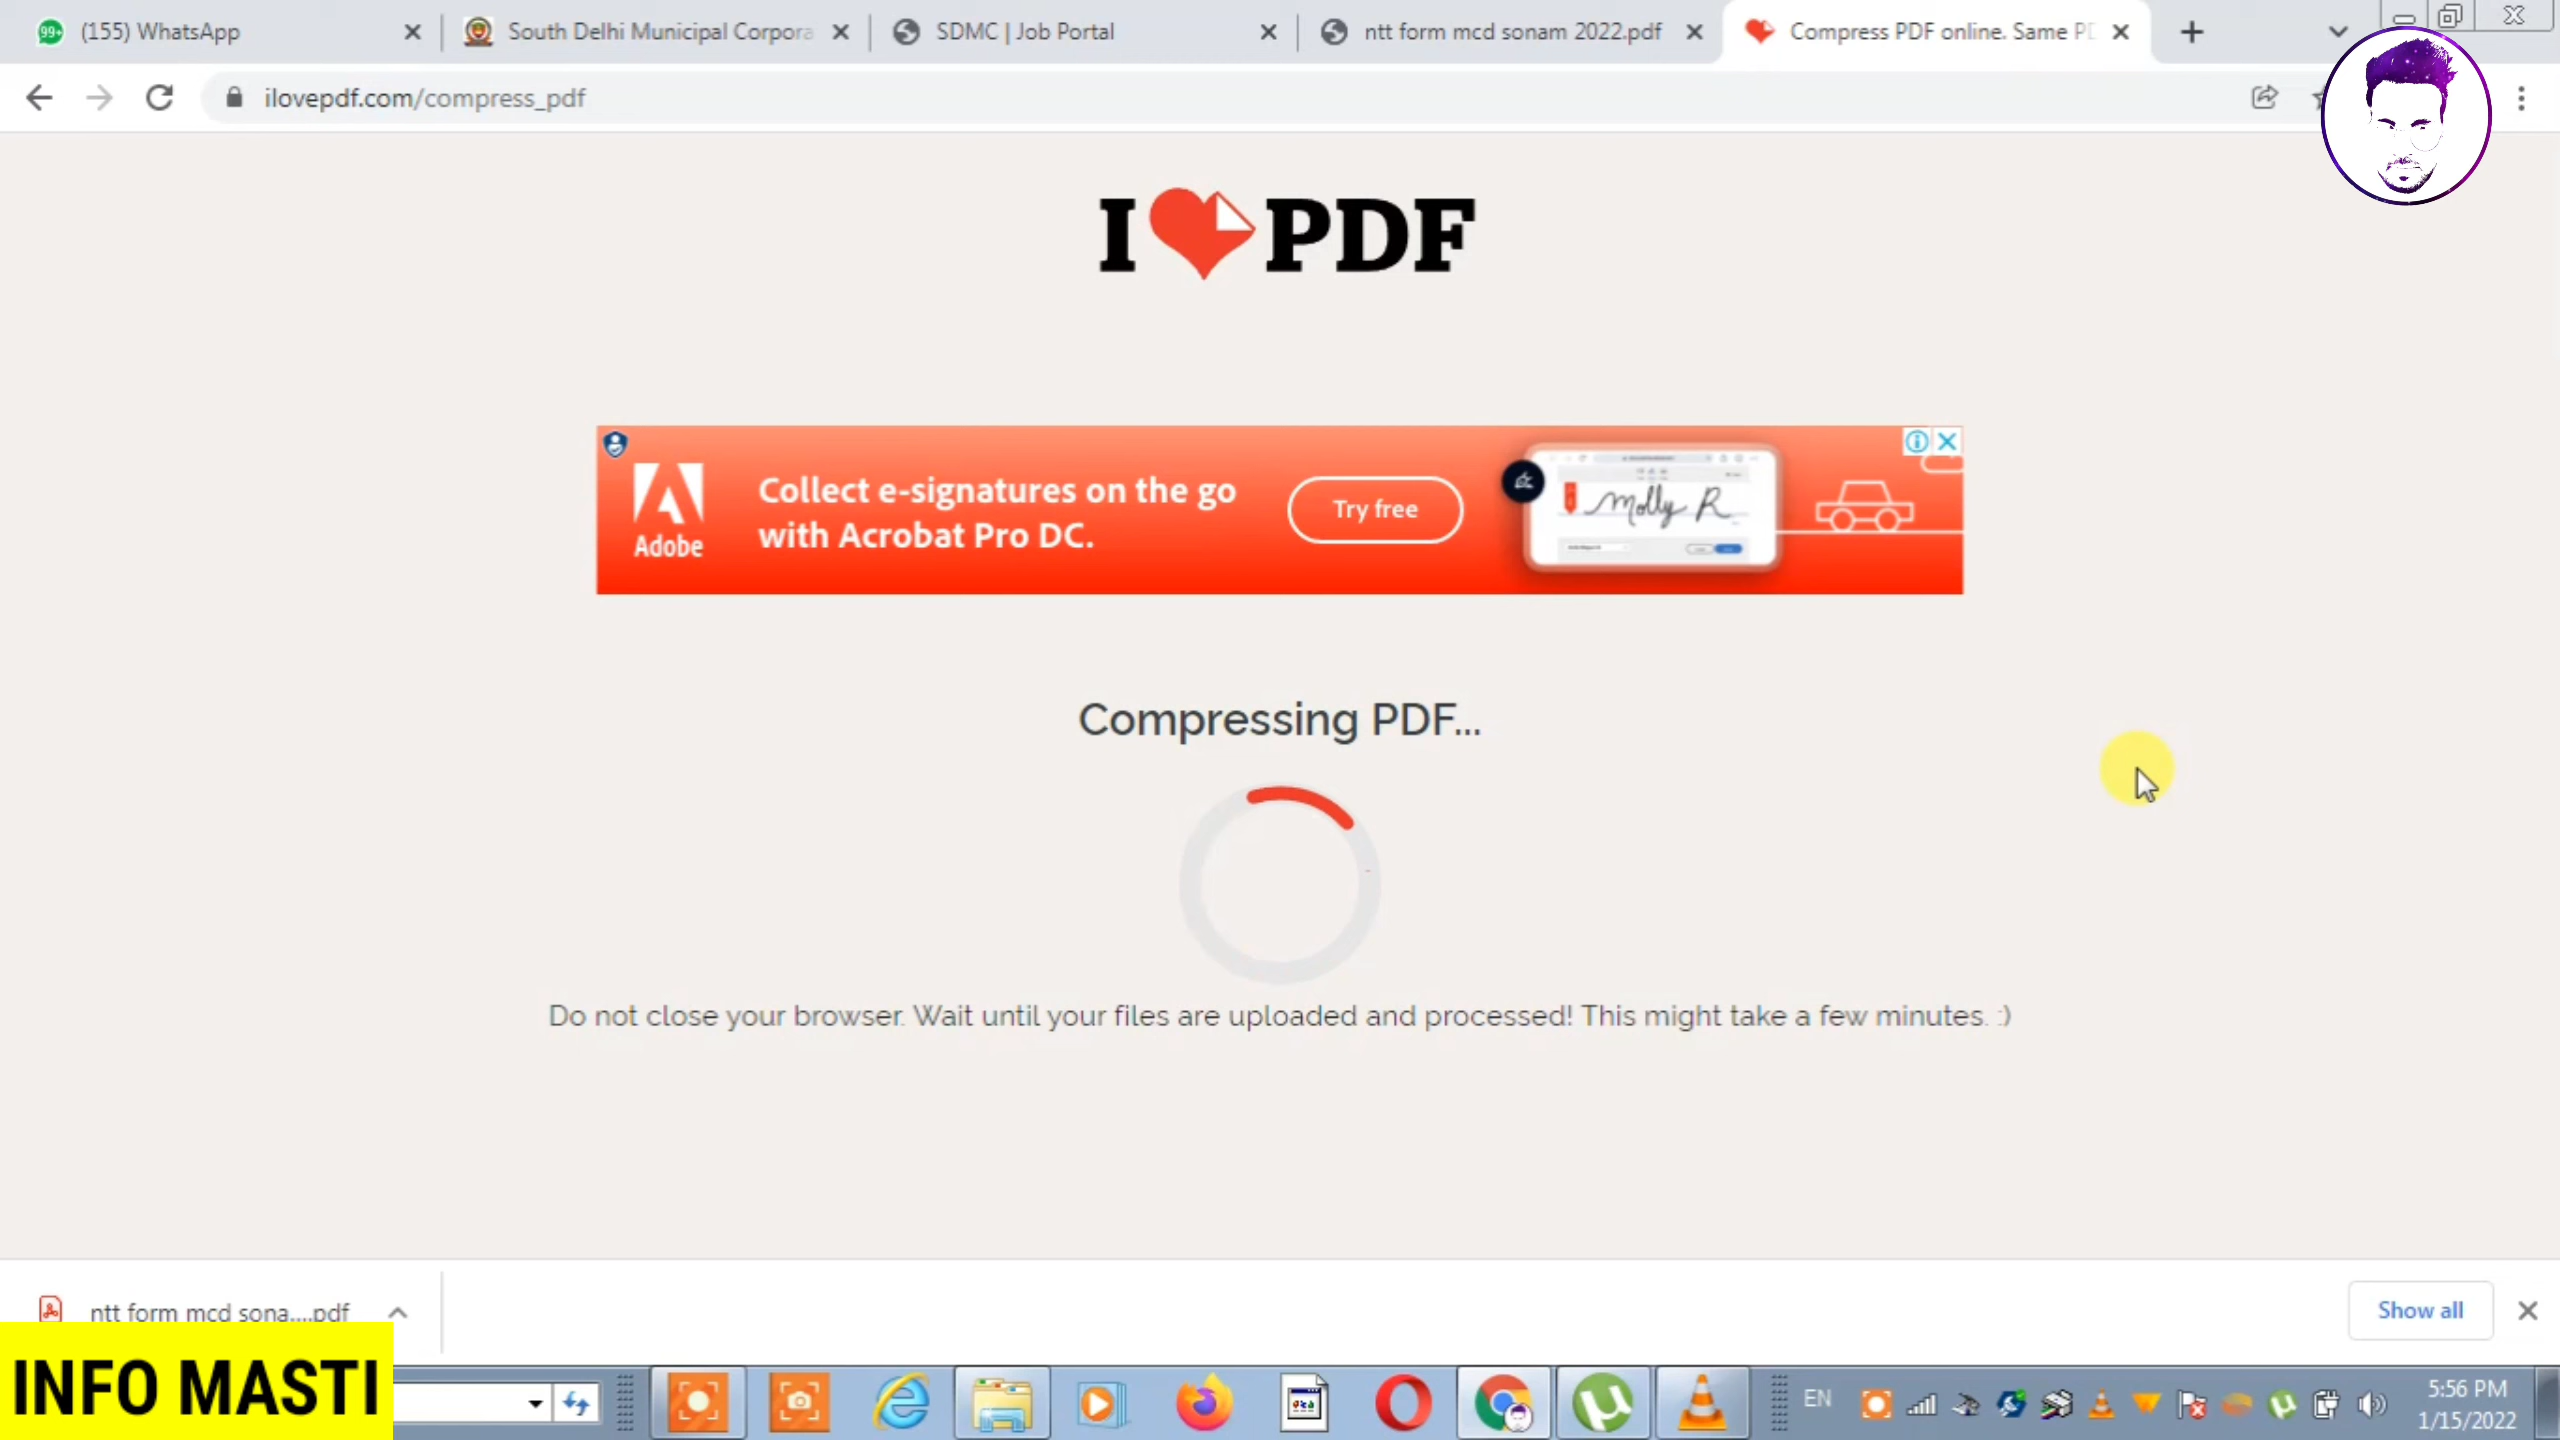 (155) WhatsApp
South Delhi Municipal Corpora
SDMC | Job Portal
ntt form mcd sonam 2022.pdf
Compress PDF online. Same PD
ilovepdf.com/compress_pdf
I PDF
Adobe
Collect e-signatures on the go
with Acrobat Pro DC.
Try free
Molly R
Compressing PDF...
Do not close your browser. Wait until your files are uploaded and processed! This might take a few minutes. :)
ntt form mcd sona....pdf
Show all
INFO MASTI
EN
5:56 PM
1/15/2022